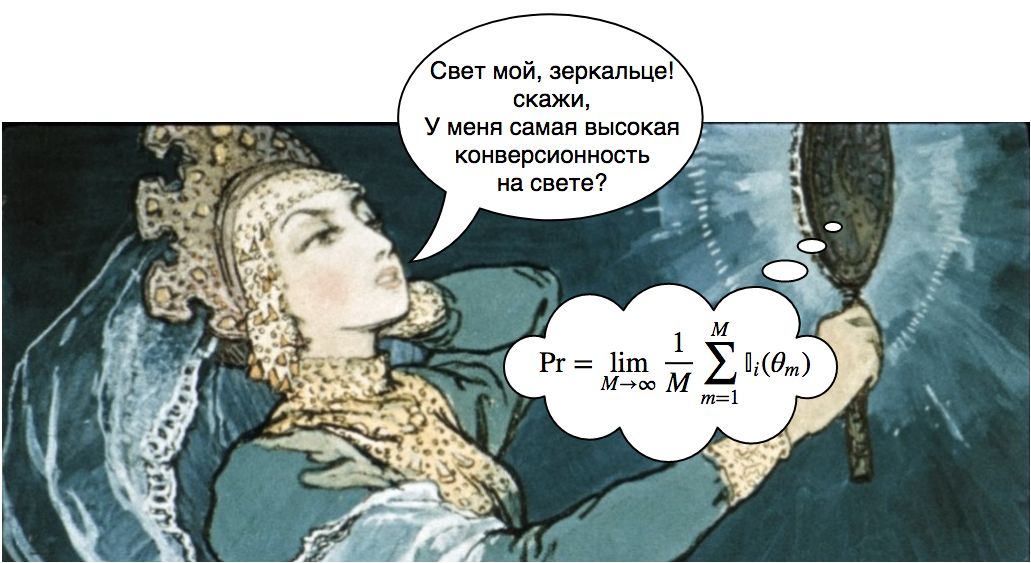 Свет мой, зеркальце!
скажи,
У меня самая высокая
конверсионность
на свете?
Pr = lim M→∞ 1/M ∑ m=1 M 𝕀i(θm)